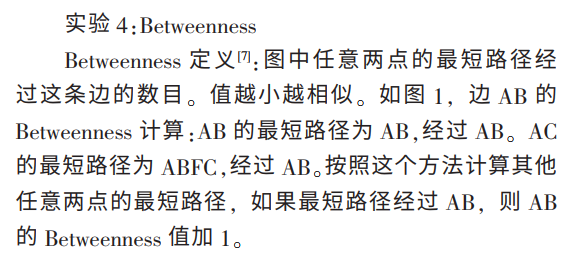 实验 4:Betweenness
Betweenness 定义[7]:图中任意两点的最短路径经
过这条边的数目。值越小越相似。如图 1，边 AB 的
Betweenness 计算:AB 的最短路径为 AB,经过 AB。AC
的最短路径为 ABFC,经过 AB。按照这个方法计算其他
任意两点的最短路径，如果最短路径经过 AB，则 AB
的 Betweenness 值加 1。